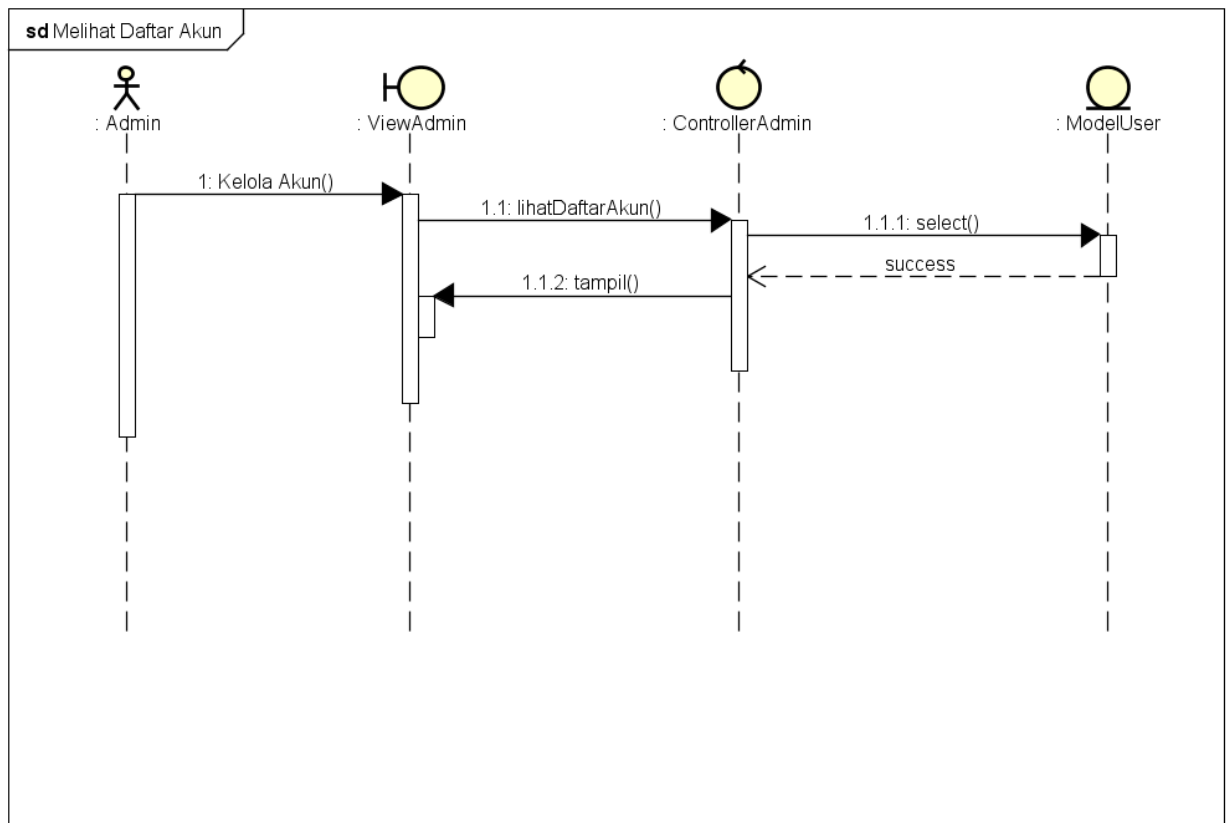 sd Melihat Daftar Akun
: Admin
: ViewAdmin
: ControllerAdmin
: ModelUser
1: Kelola Akun()
1.1: lihatDaftarAkun()
1.1.1: select()
success
1.1.2: tampil()